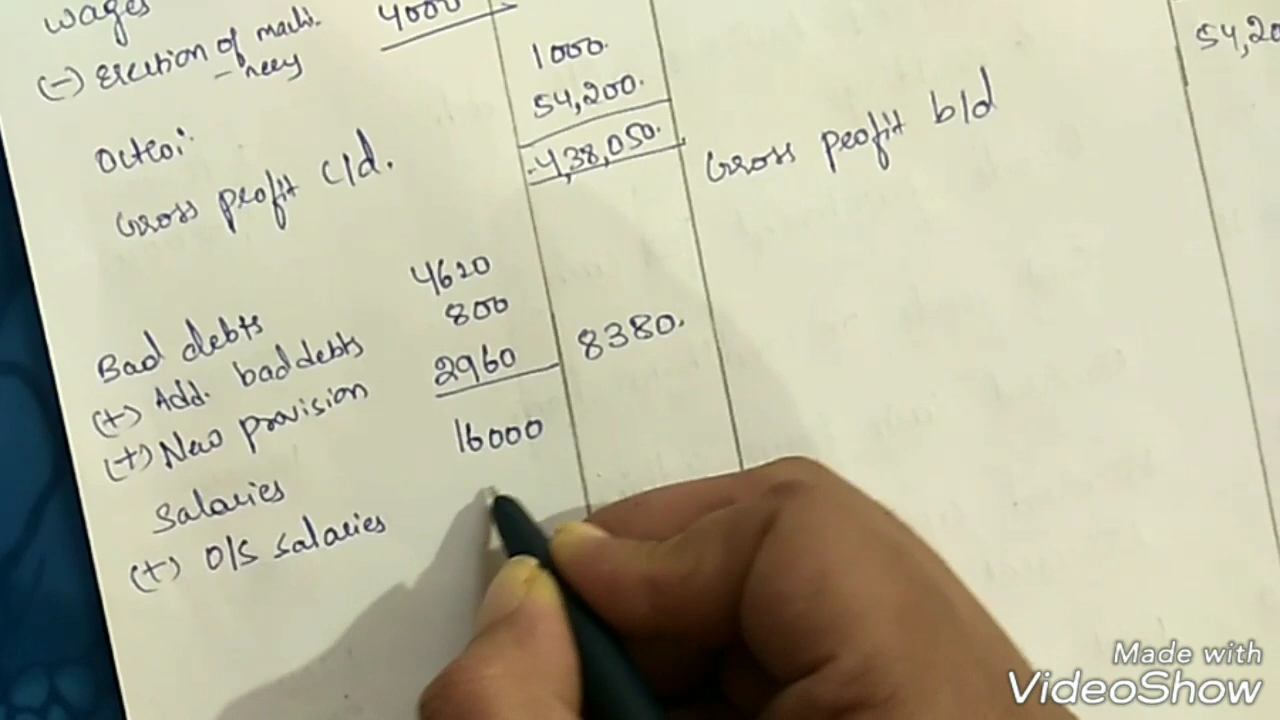 wages 4000
(-) Erection of machi. 1000.
- nery
54,20
Octroi. 54,200.
Gross profit c/d. 4,38,050. Gross profit b/d
Bad debts 4620
(+) Add. bad debts 800
(+) New provision 2960 8380.
Salaries 16000
(+) O/S salaries
Made with
VideoShow